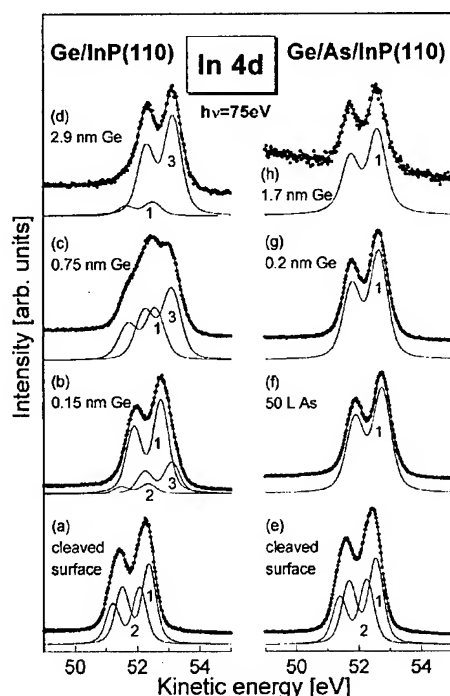 Ge/InP(110)
In 4d
Ge/As/InP(110)
hν=75eV
(d)
2.9 nm Ge
3
1
1
(h)
1.7 nm Ge
(c)
0.75 nm Ge
1
3
(g)
0.2 nm Ge
1
(b)
0.15 nm Ge
1
2
3
(f)
50 L As
1
(a)
cleaved
surface
1
2
(e)
cleaved
surface
1
2
Intensity [arb. units]
50 52 54 50 52 54
Kinetic energy [eV]